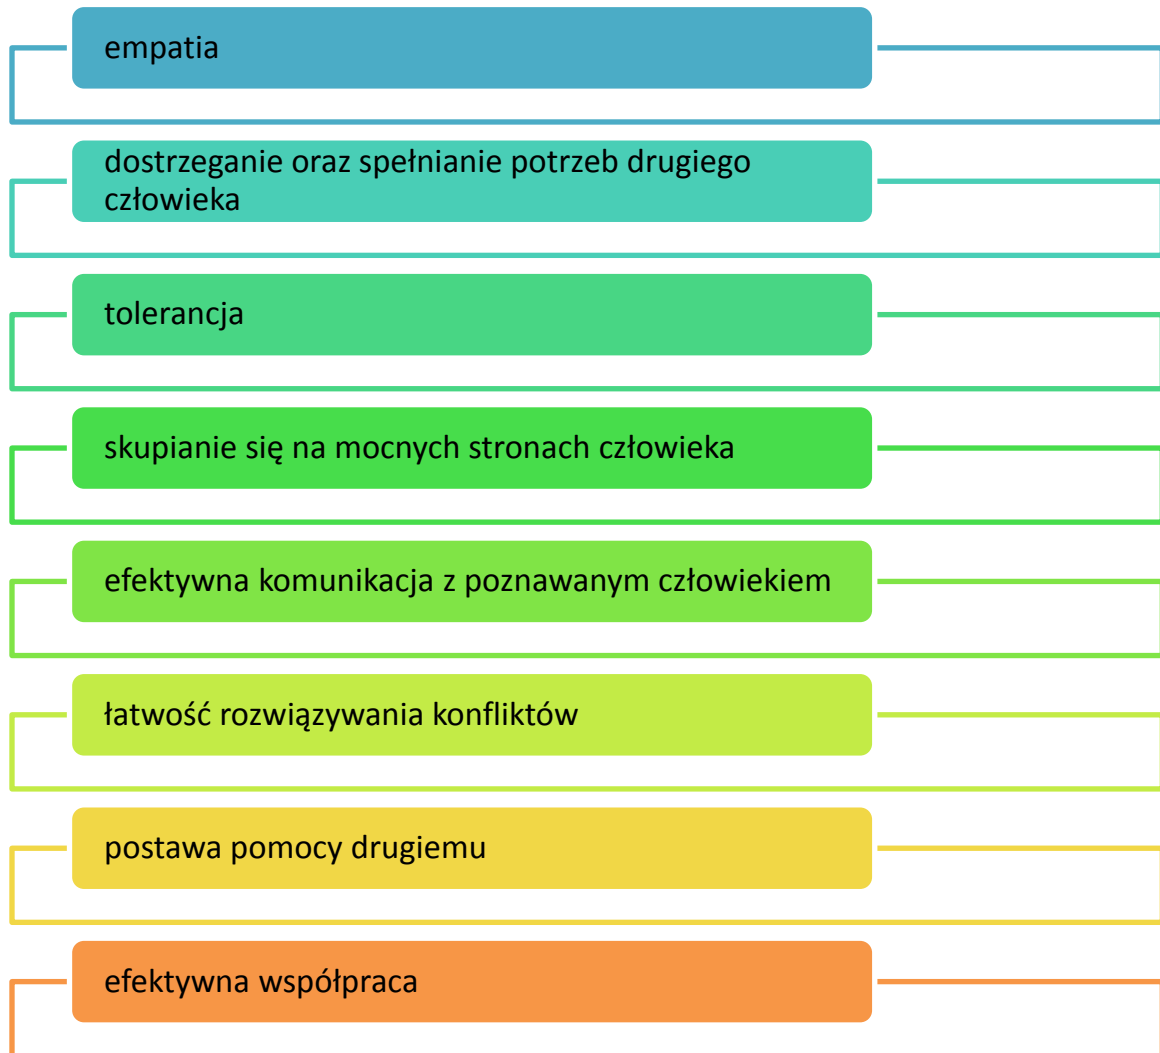 empatia
dostrzeganie oraz spełnianie potrzeb drugiego
człowieka
tolerancja
skupianie się na mocnych stronach człowieka
efektywna komunikacja z poznawanym człowiekiem
łatwość rozwiązywania konfliktów
postawa pomocy drugiemu
efektywna współpraca